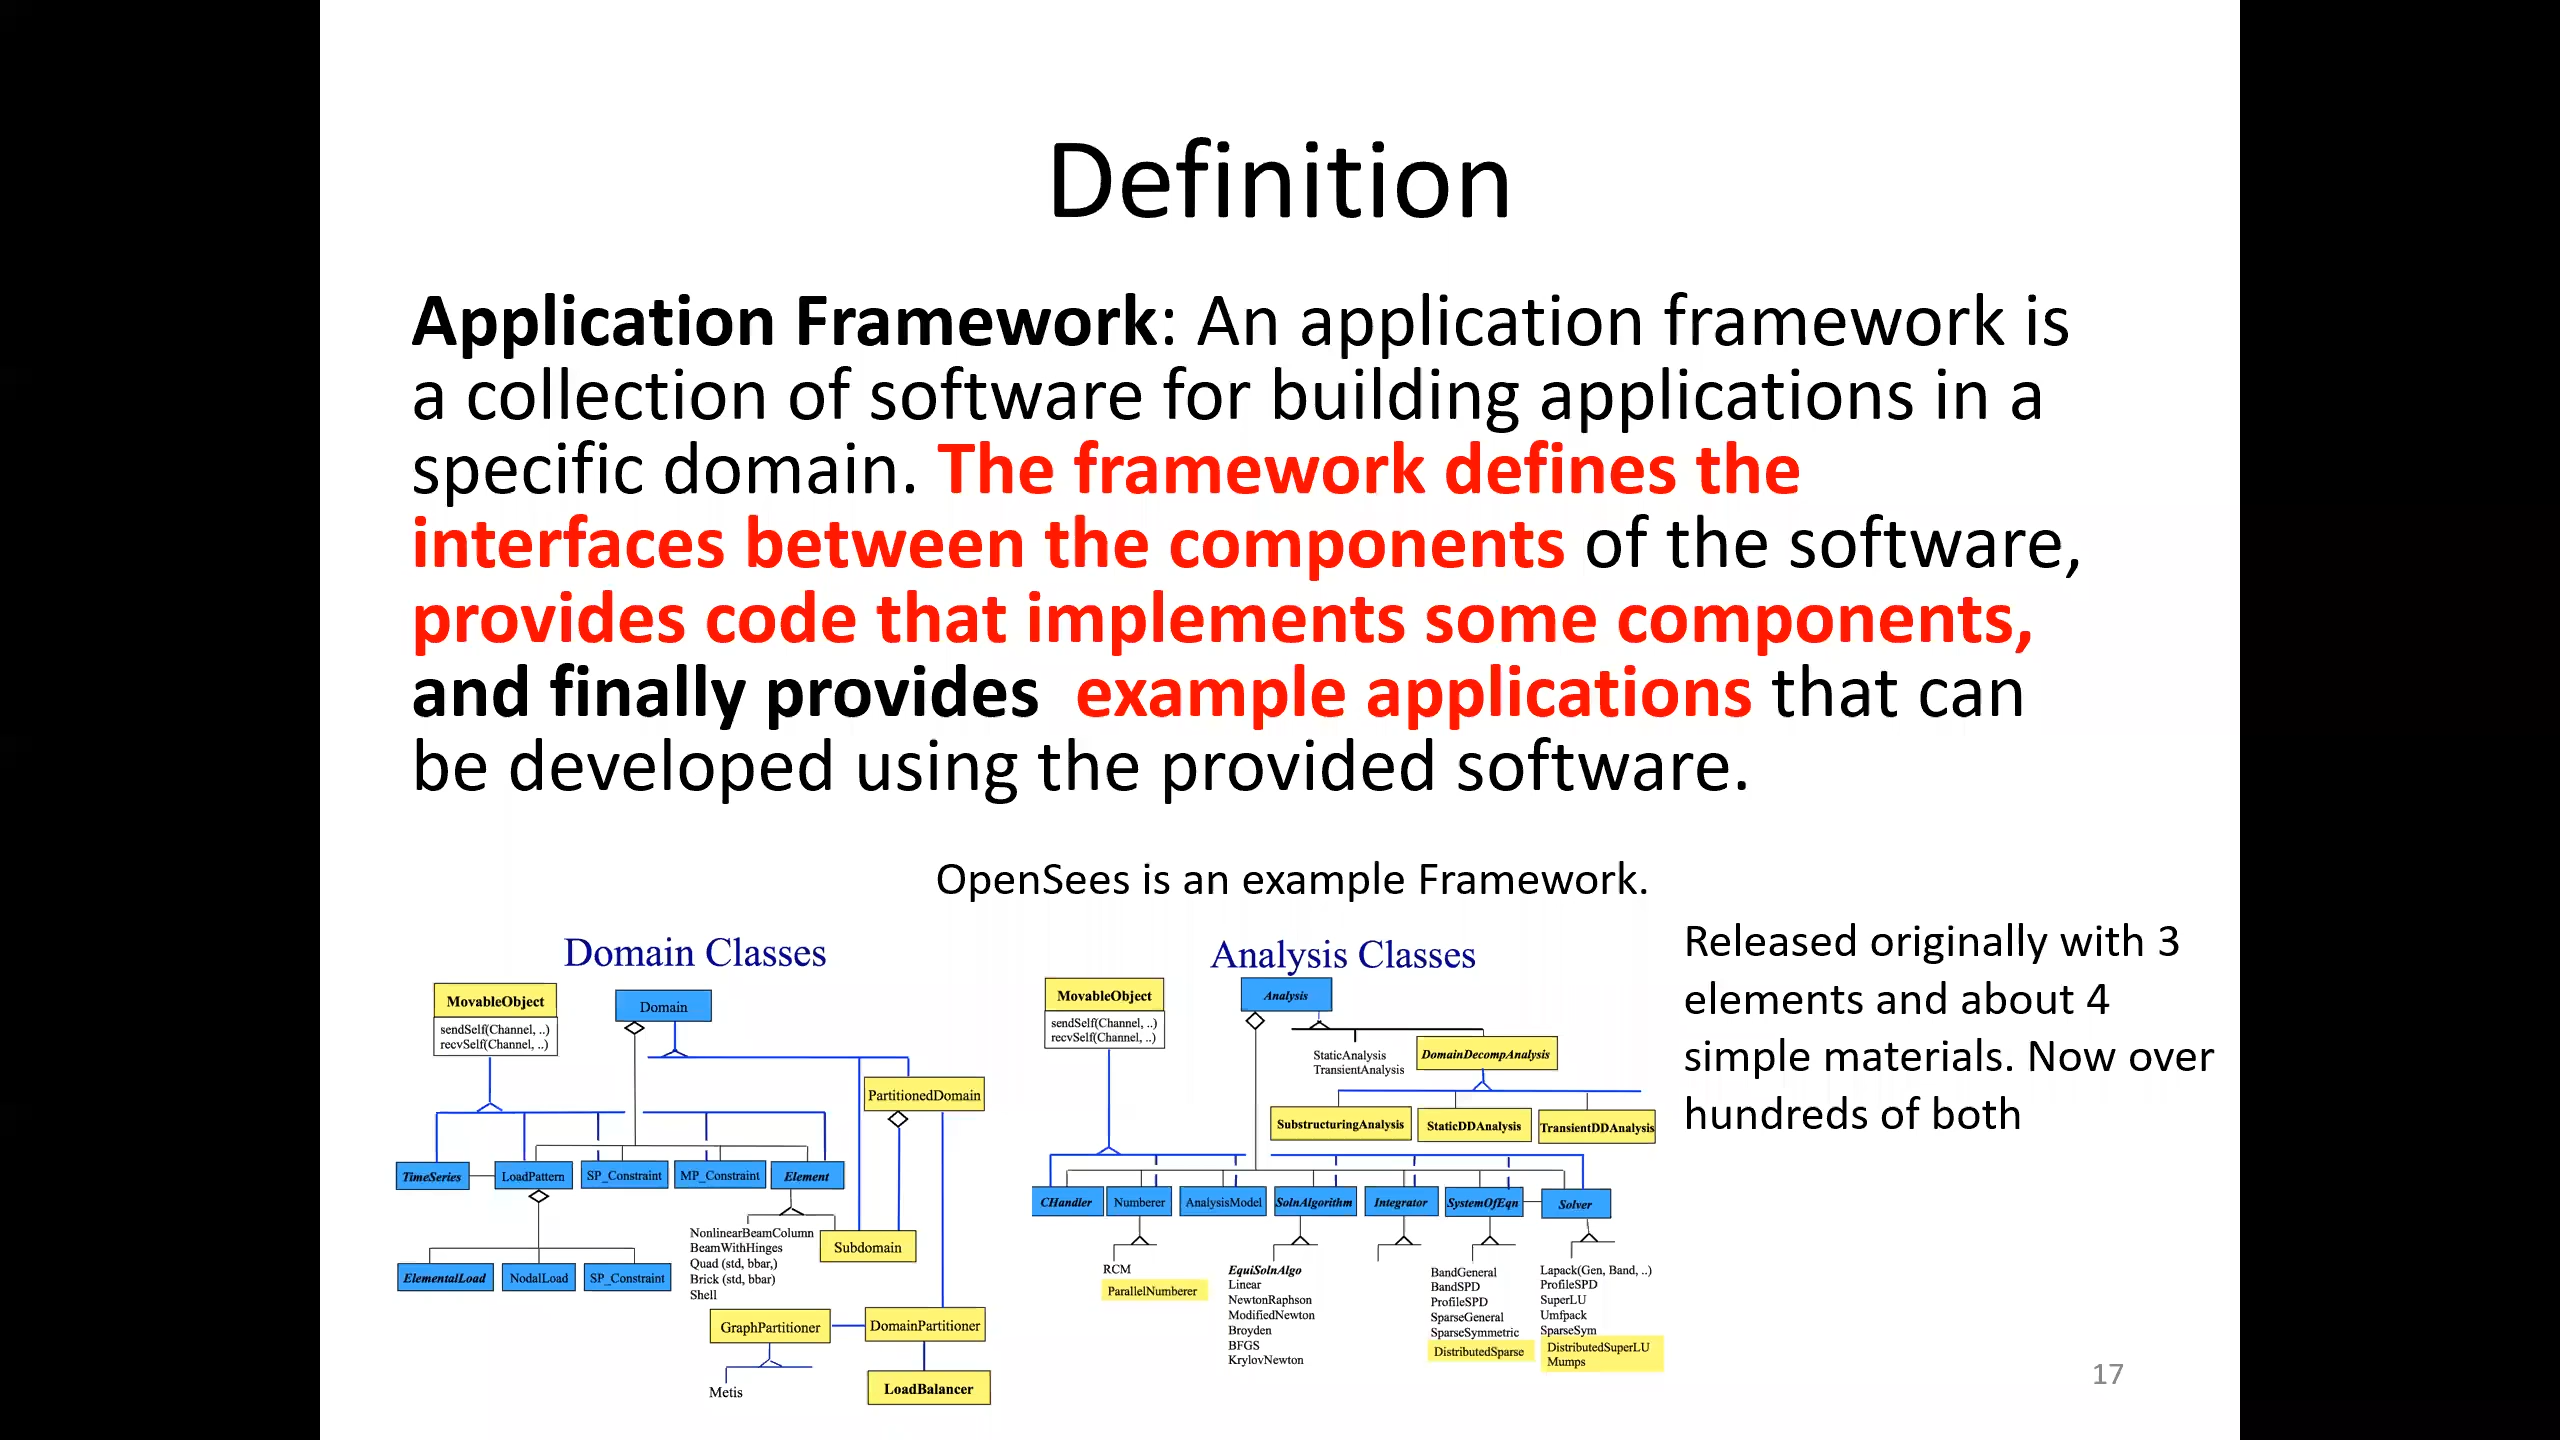 Definition
Application Framework: An application framework is
a collection of software for building applications in a
specific domain. The framework defines the
interfaces between the components of the software,
provides code that implements some components,
and finally provides example applications that can
be developed using the provided software.
OpenSees is an example Framework.
Released originally with 3
elements and about 4
simple materials. Now over
hundreds of both
Domain Classes
MovableObject
sendSelf(Channel, ..)
recvSelf(Channel, ..)
Domain
PartitionedDomain
TimeSeries
LoadPattern
SP_Constraint
MP_Constraint
Element
NonlinearBeamColumn
BeamWithHinges
Quad (std, bbar,)
Brick (std, bbar)
Shell
Subdomain
ElementalLoad
NodalLoad
SP_Constraint
GraphPartitioner
DomainPartitioner
Metis
LoadBalancer
Analysis Classes
MovableObject
sendSelf(Channel, ..)
recvSelf(Channel, ..)
Analysis
StaticAnalysis
TransientAnalysis
DomainDecompAnalysis
SubstructuringAnalysis
StaticDDAnalysis
TransientDDAnalysis
CHandler
Numberer
AnalysisModel
SolnAlgorithm
Integrator
SystemOfEqn
Solver
RCM
ParallelNumberer
EquiSolnAlgo
Linear
NewtonRaphson
ModifiedNewton
Broyden
BFGS
KrylovNewton
BandGeneral
BandSPD
ProfileSPD
SparseGeneral
SparseSymmetric
DistributedSparse
Lapack(Gen, Band, ..)
ProfileSPD
SuperLU
Umfpack
SparseSym
DistributedSuperLU
Mumps
17